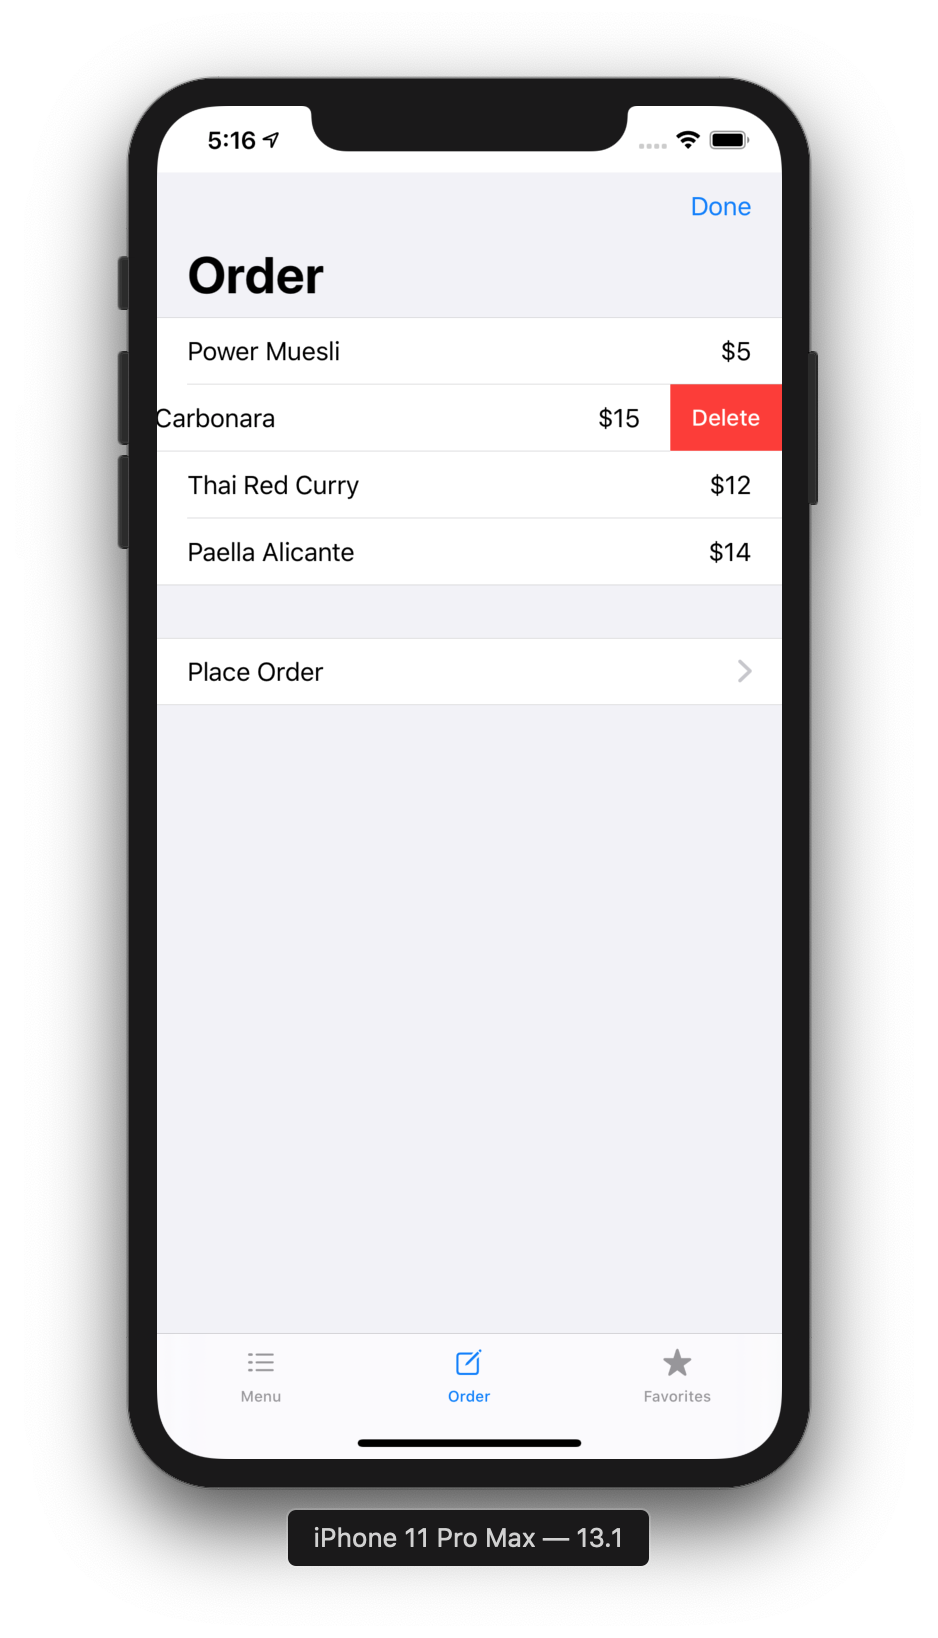 5:16
Done
Order
Power Muesli $5
Carbonara $15 Delete
Thai Red Curry $12
Paella Alicante $14
Place Order
Menu Order Favorites
iPhone 11 Pro Max — 13.1